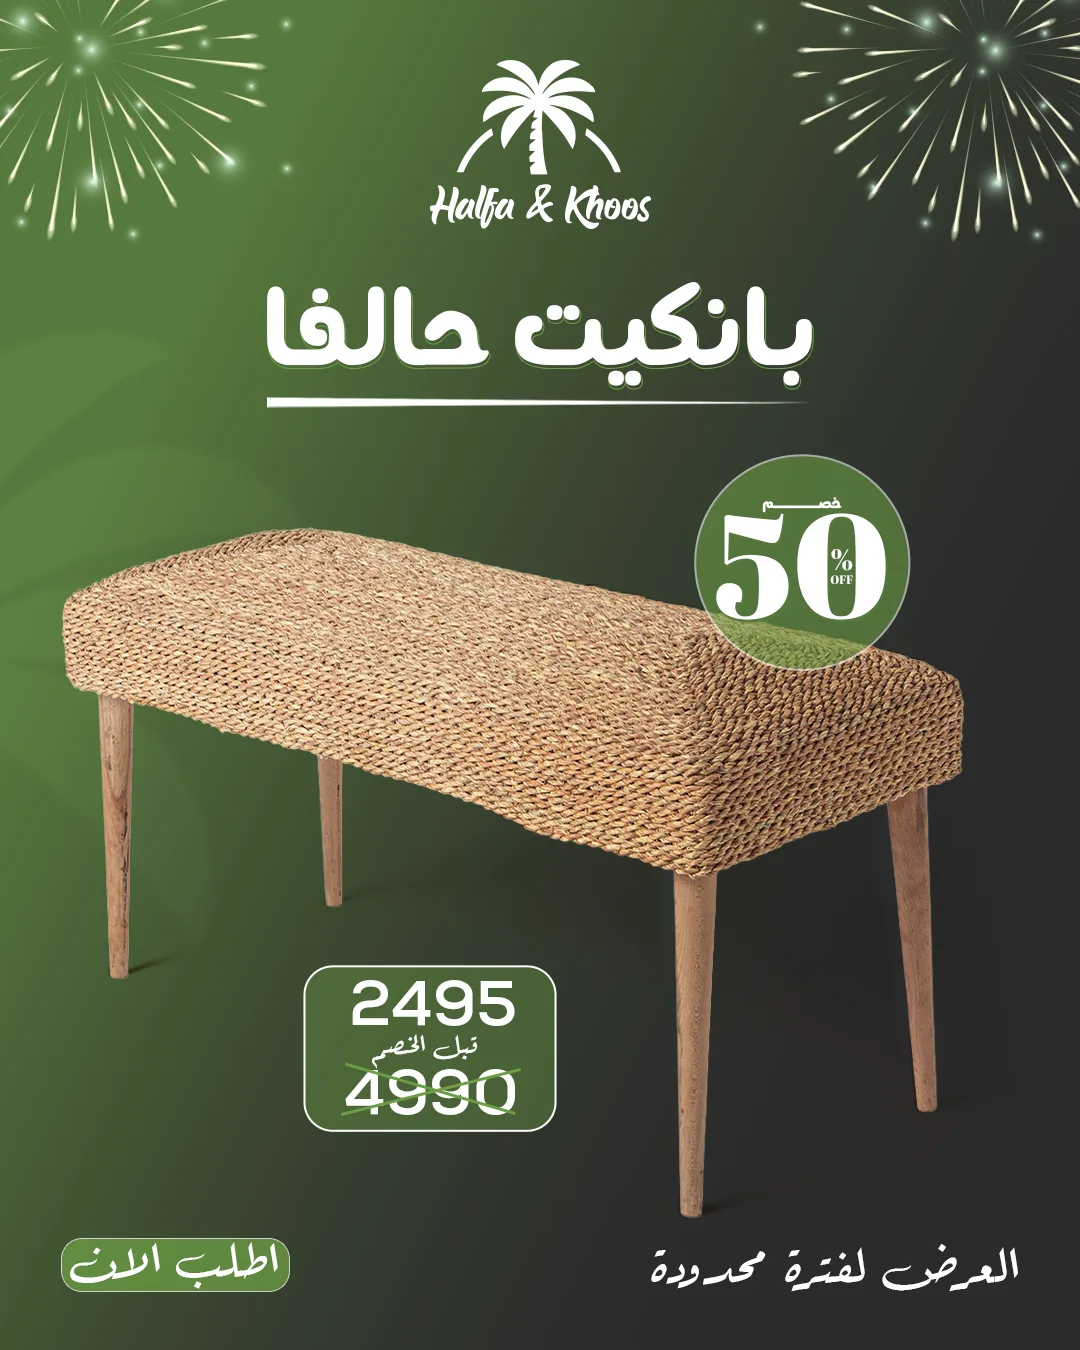 Halfa & Khoos
بانكيت حالفا
خصم
50
%
OFF
2495
قبل الخصم
4990
العرض لفترة محدودة
اطلب الان